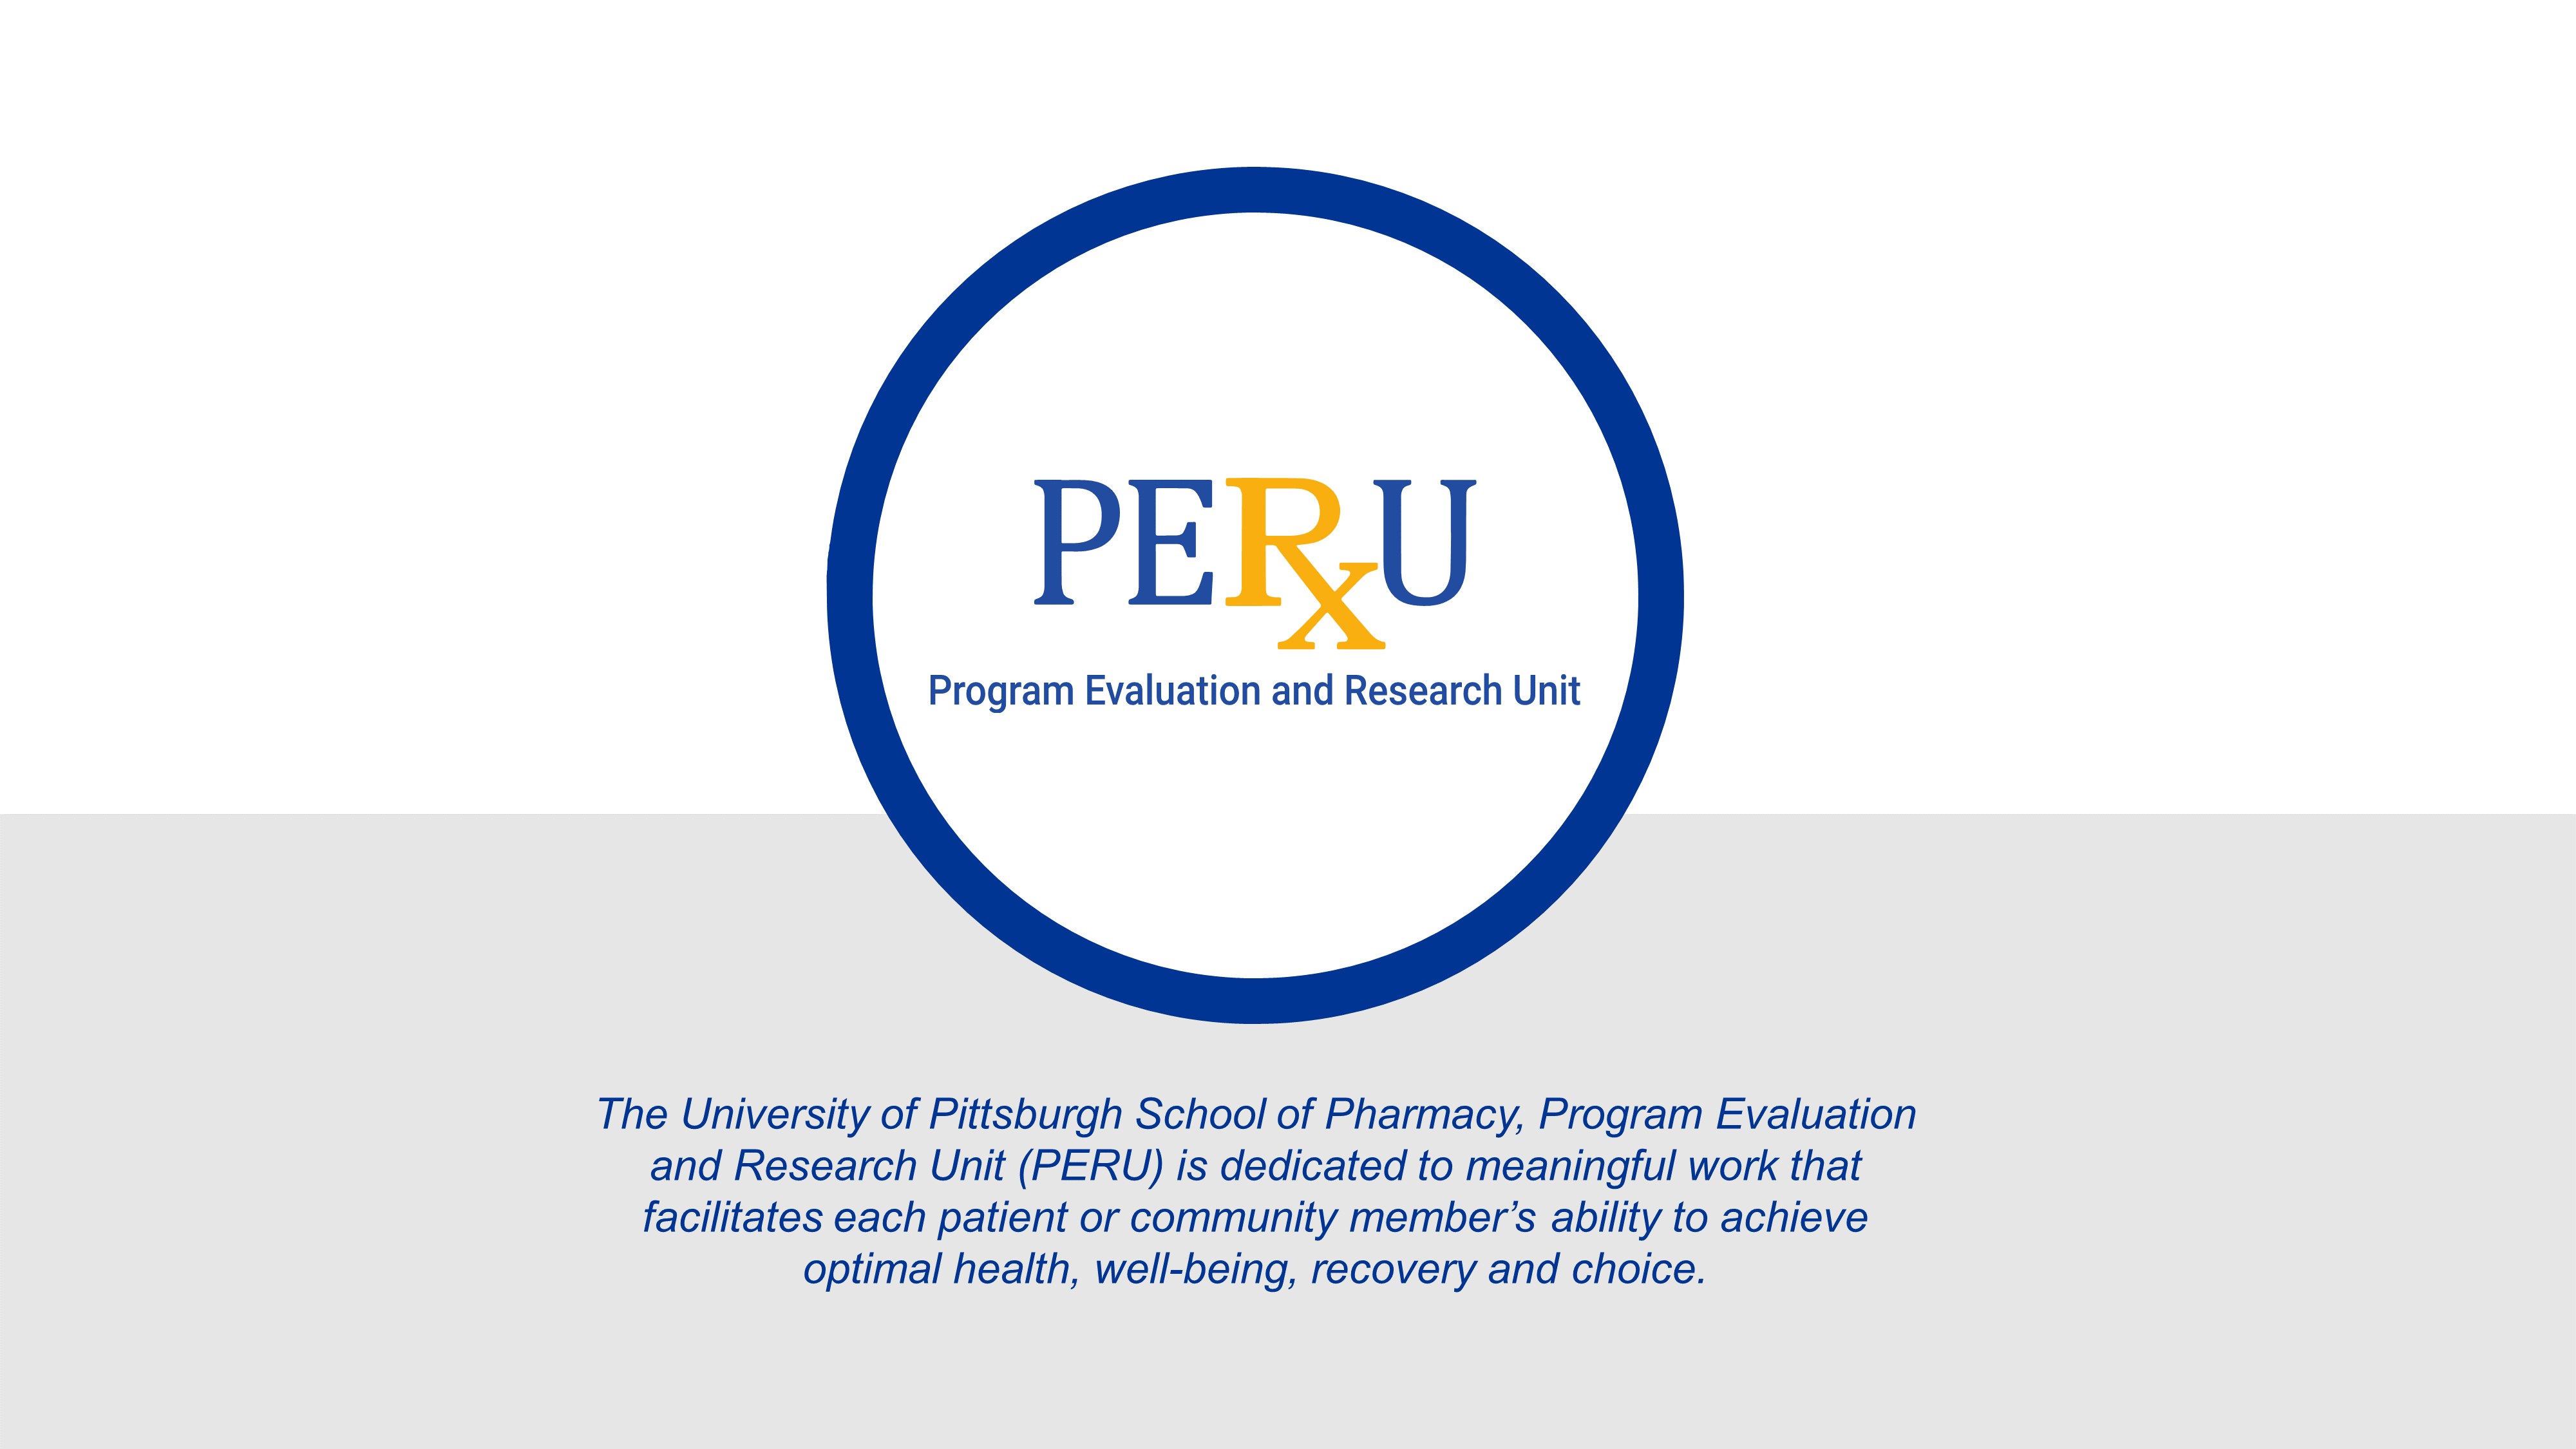 PERxU
Program Evaluation and Research Unit
The University of Pittsburgh School of Pharmacy, Program Evaluation
and Research Unit (PERU) is dedicated to meaningful work that
facilitates each patient or community member’s ability to achieve
optimal health, well-being, recovery and choice.